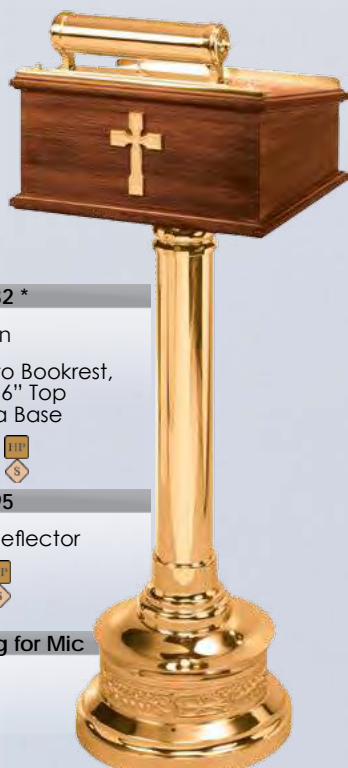 2 *
n
o Bookrest,
6” Top
a Base
HP
S
95
eflector
P
g for Mic